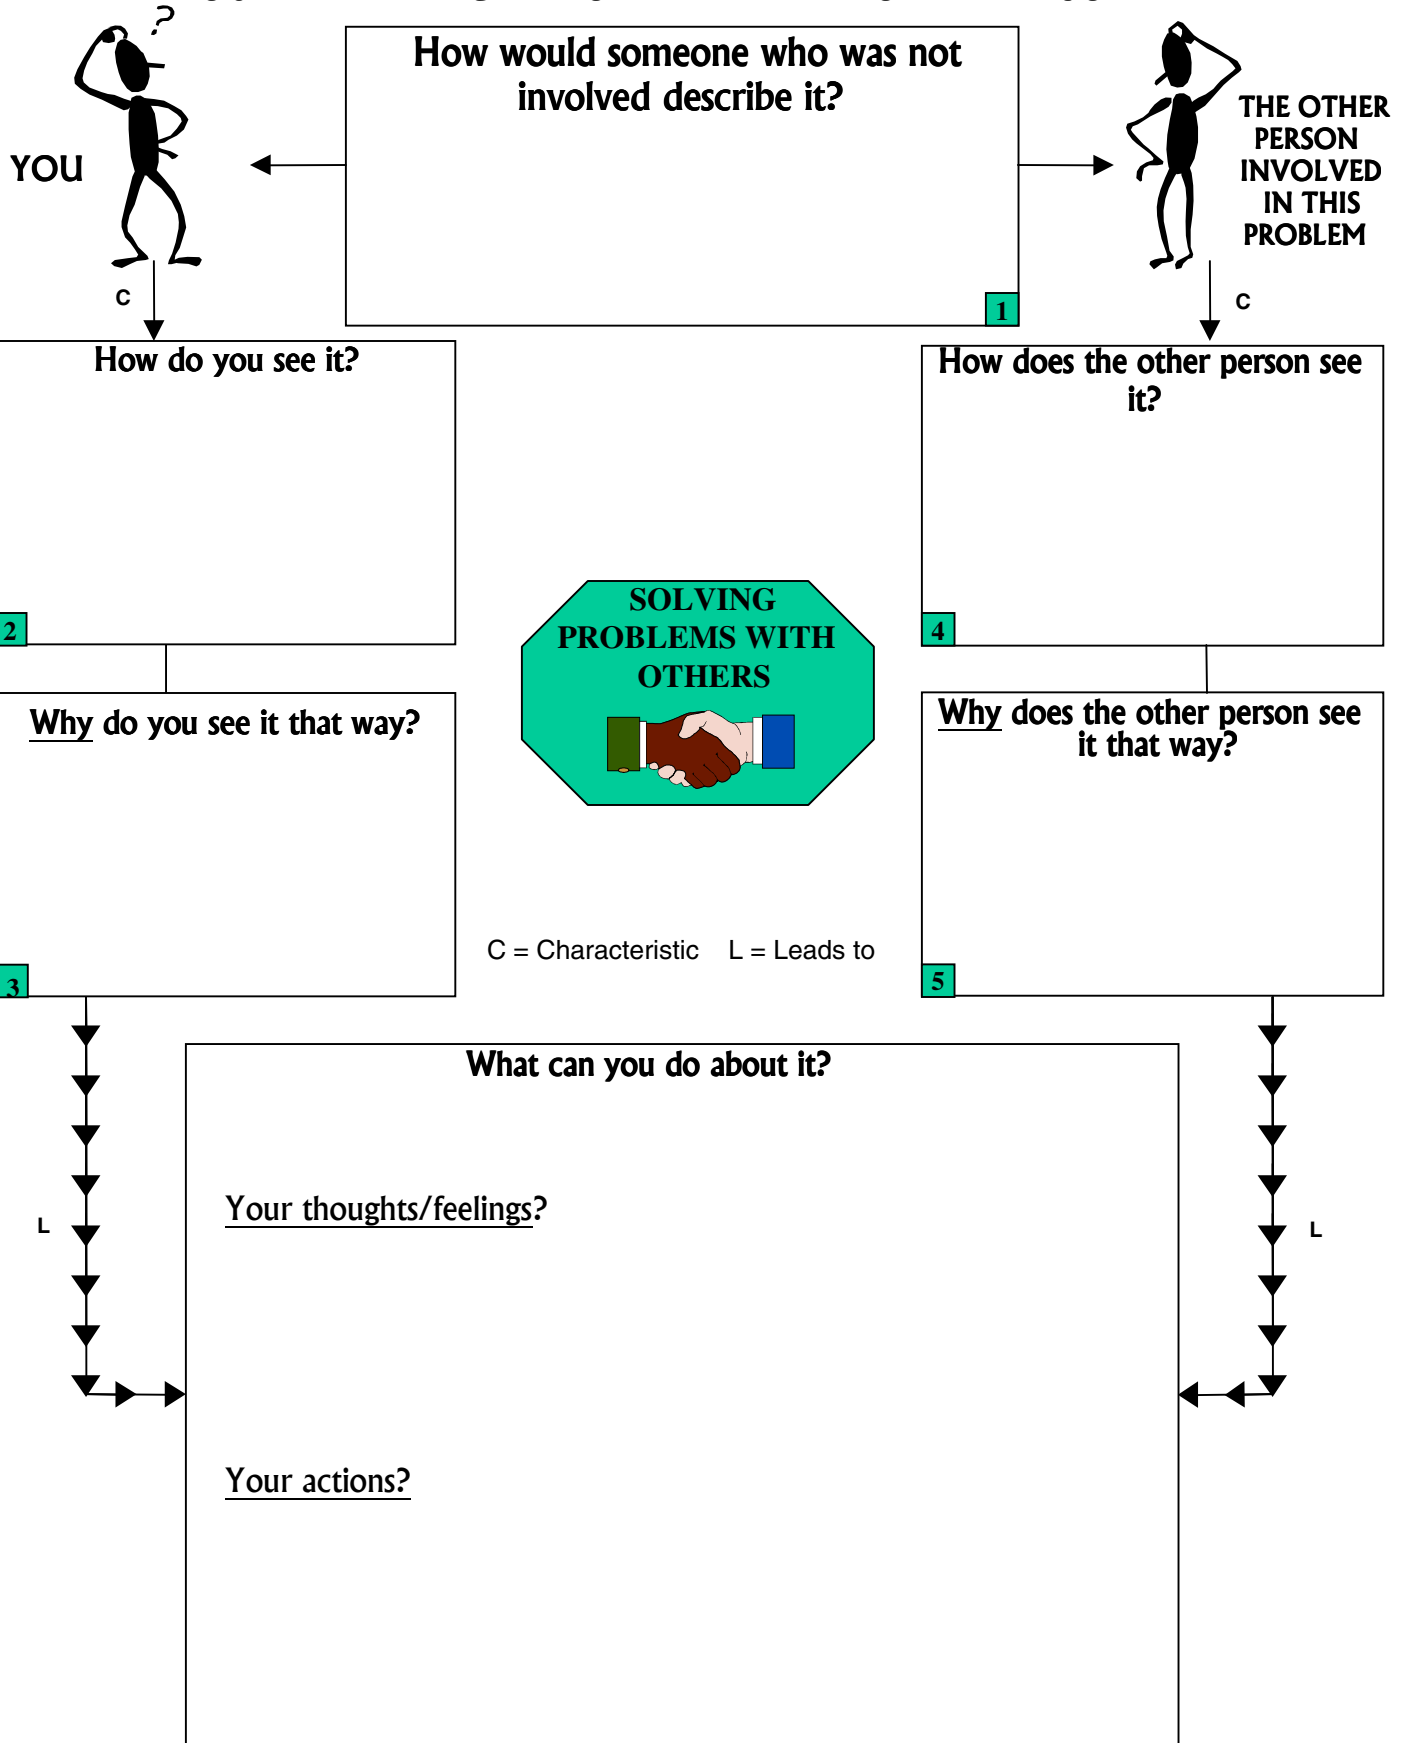 ?
How would someone who was not
involved describe it?
YOU
THE OTHER
PERSON
INVOLVED
IN THIS
PROBLEM
1
C
C
How do you see it?
2
How does the other person see
it?
4
SOLVING
PROBLEMS WITH
OTHERS
Why do you see it that way?
3
Why does the other person see
it that way?
5
C = Characteristic L = Leads to
L
L
What can you do about it?
Your thoughts/feelings?
Your actions?